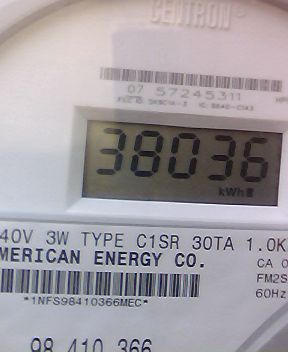 CENTRON®
07 57245311
38036
kWh
40V 3W TYPE C1SR 30TA 1.0K
MERICAN ENERGY CO.
CA 0
FM2S
*1NFS98410366MEC*
60Hz
98 410 366